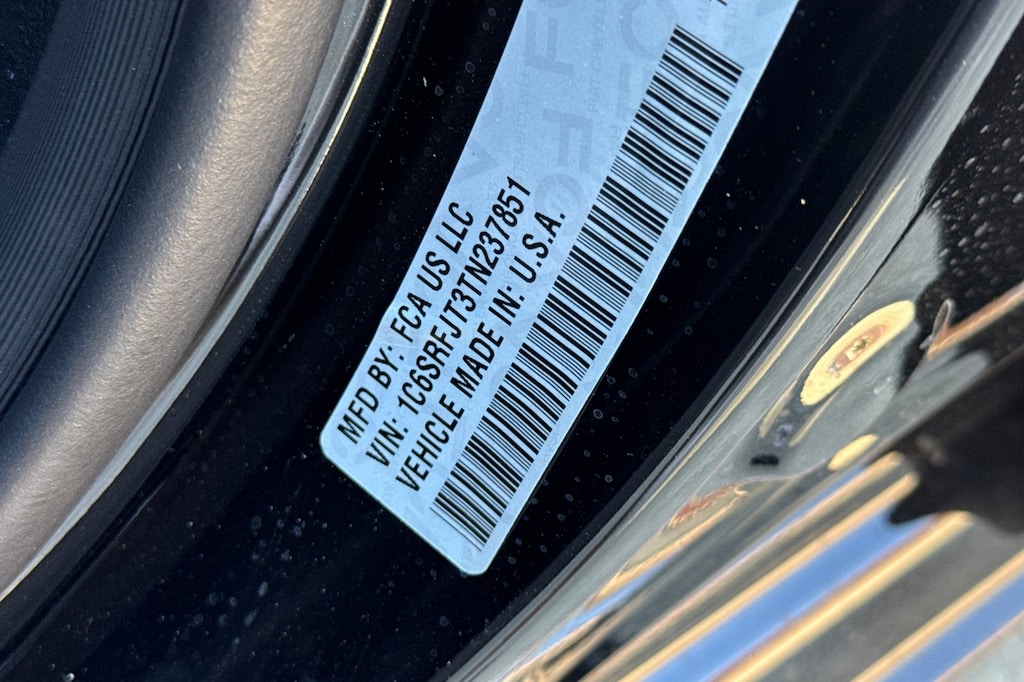 MFD BY: FCA US LLC
VIN: 1C6SRFJT3TN237851
VEHICLE MADE IN: U.S.A.